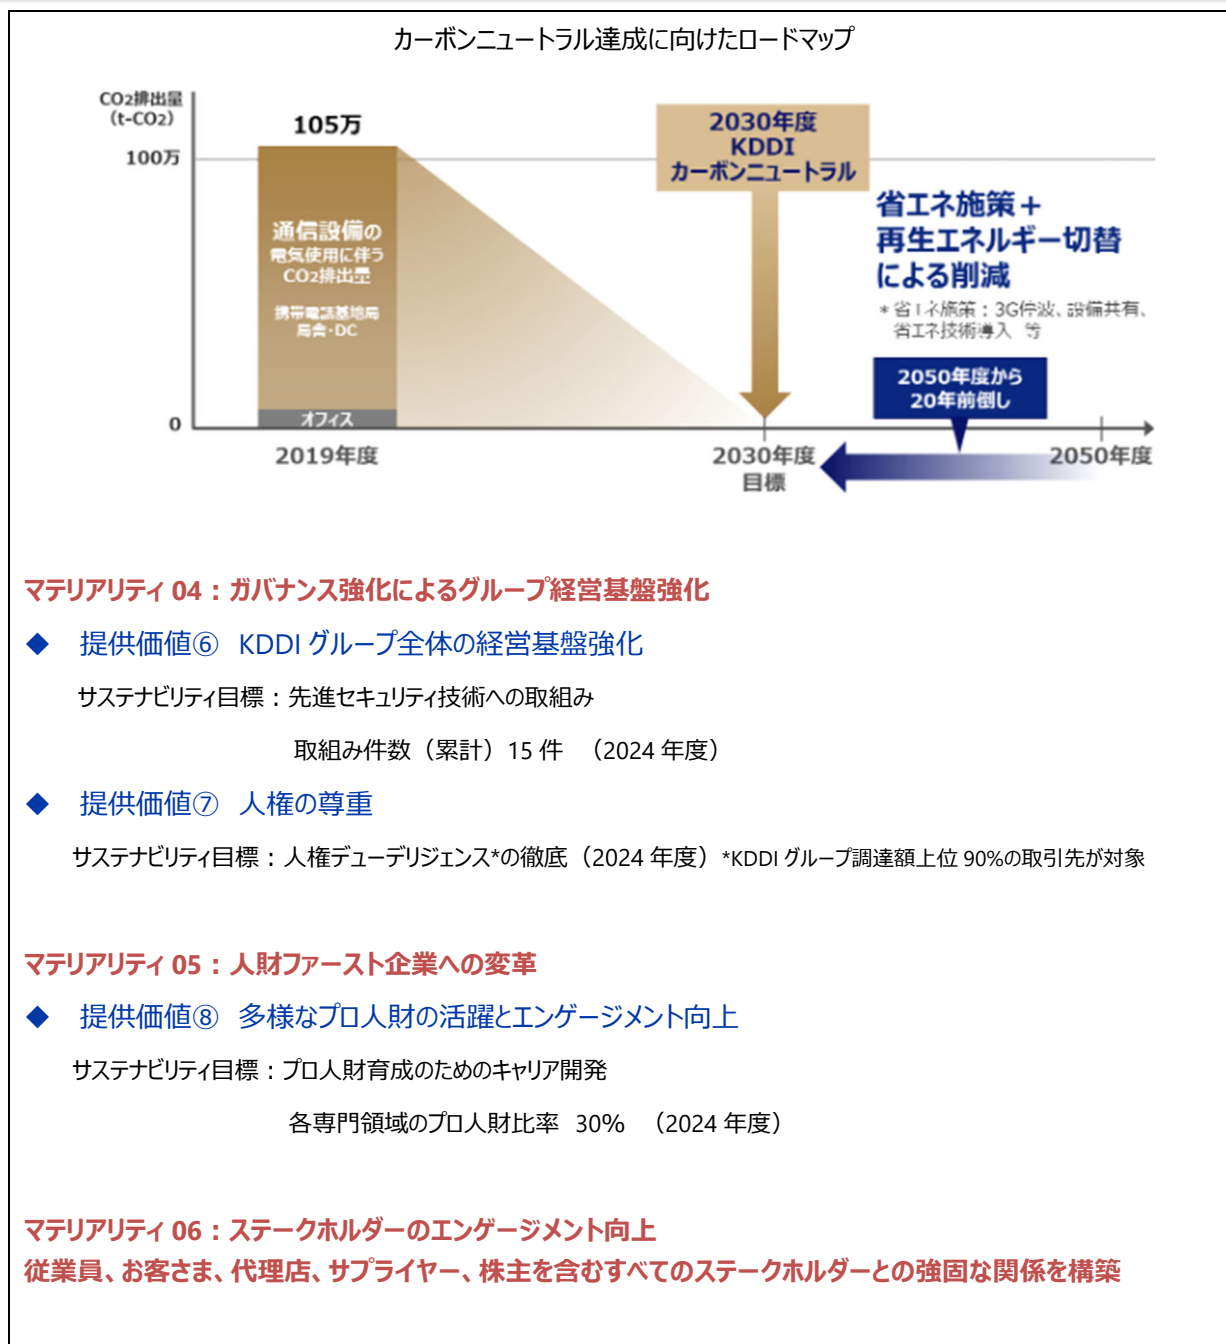 カーボンニュートラル達成に向けたロードマップ
CO2排出量
(t-CO2)
105万
100万
通信設備の
電気使用に伴う
CO2排出量
携帯電話基地局
局舎・DC
オフィス
0
2019年度
2030年度
KDDI
カーボンニュートラル
省エネ施策＋
再生エネルギー切替
による削減
＊省エネ施策：3G停波、設備共有、
省エネ技術導入 等
2050年度から
20年前倒し
2030年度
目標
2050年度
マテリアリティ 04：ガバナンス強化によるグループ経営基盤強化
◆ 提供価値⑥ KDDI グループ全体の経営基盤強化
サステナビリティ目標：先進セキュリティ技術への取組み
取組み件数（累計）15 件 （2024 年度）
◆ 提供価値⑦ 人権の尊重
サステナビリティ目標：人権デューデリジェンス*の徹底（2024 年度）*KDDI グループ調達額上位 90%の取引先が対象
マテリアリティ 05：人財ファースト企業への変革
◆ 提供価値⑧ 多様なプロ人財の活躍とエンゲージメント向上
サステナビリティ目標：プロ人財育成のためのキャリア開発
各専門領域のプロ人財比率 30% （2024 年度）
マテリアリティ 06：ステークホルダーのエンゲージメント向上
従業員、お客さま、代理店、サプライヤー、株主を含むすべてのステークホルダーとの強固な関係を構築